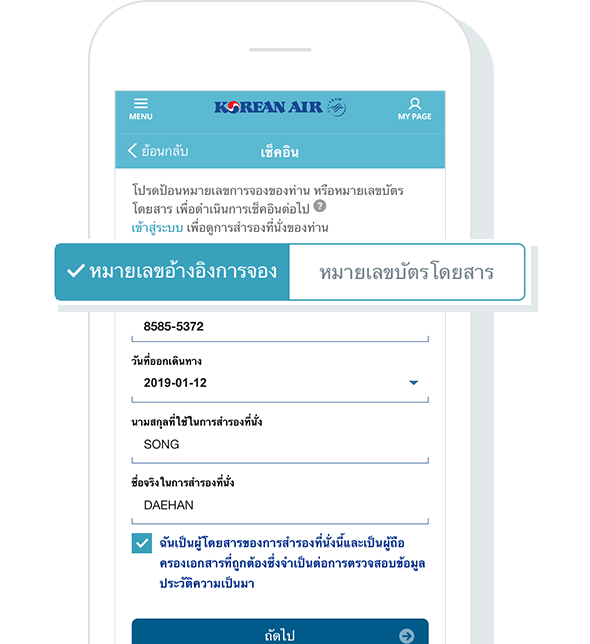 MENU
KOREAN AIR
MY PAGE
ย้อนกลับ
เช็คอิน
โปรดป้อนหมายเลขการจองของท่าน หรือหมายเลขบัตร
โดยสาร เพื่อดำเนินการเช็คอินต่อไป ?
เข้าสู่ระบบ เพื่อดูการสำรองที่นั่งของท่าน
หมายเลขอ้างอิงการจอง
หมายเลขบัตรโดยสาร
8585-5372
วันที่ออกเดินทาง
2019-01-12
นามสกุลที่ใช้ในการสำรองที่นั่ง
SONG
ชื่อจริงในการสำรองที่นั่ง
DAEHAN
ฉันเป็นผู้โดยสารของการสำรองที่นั่งนี้และเป็นผู้ถือ
ครองเอกสารที่ถูกต้องซึ่งจำเป็นต่อการตรวจสอบข้อมูล
ประวัติความเป็นมา
ถัดไป